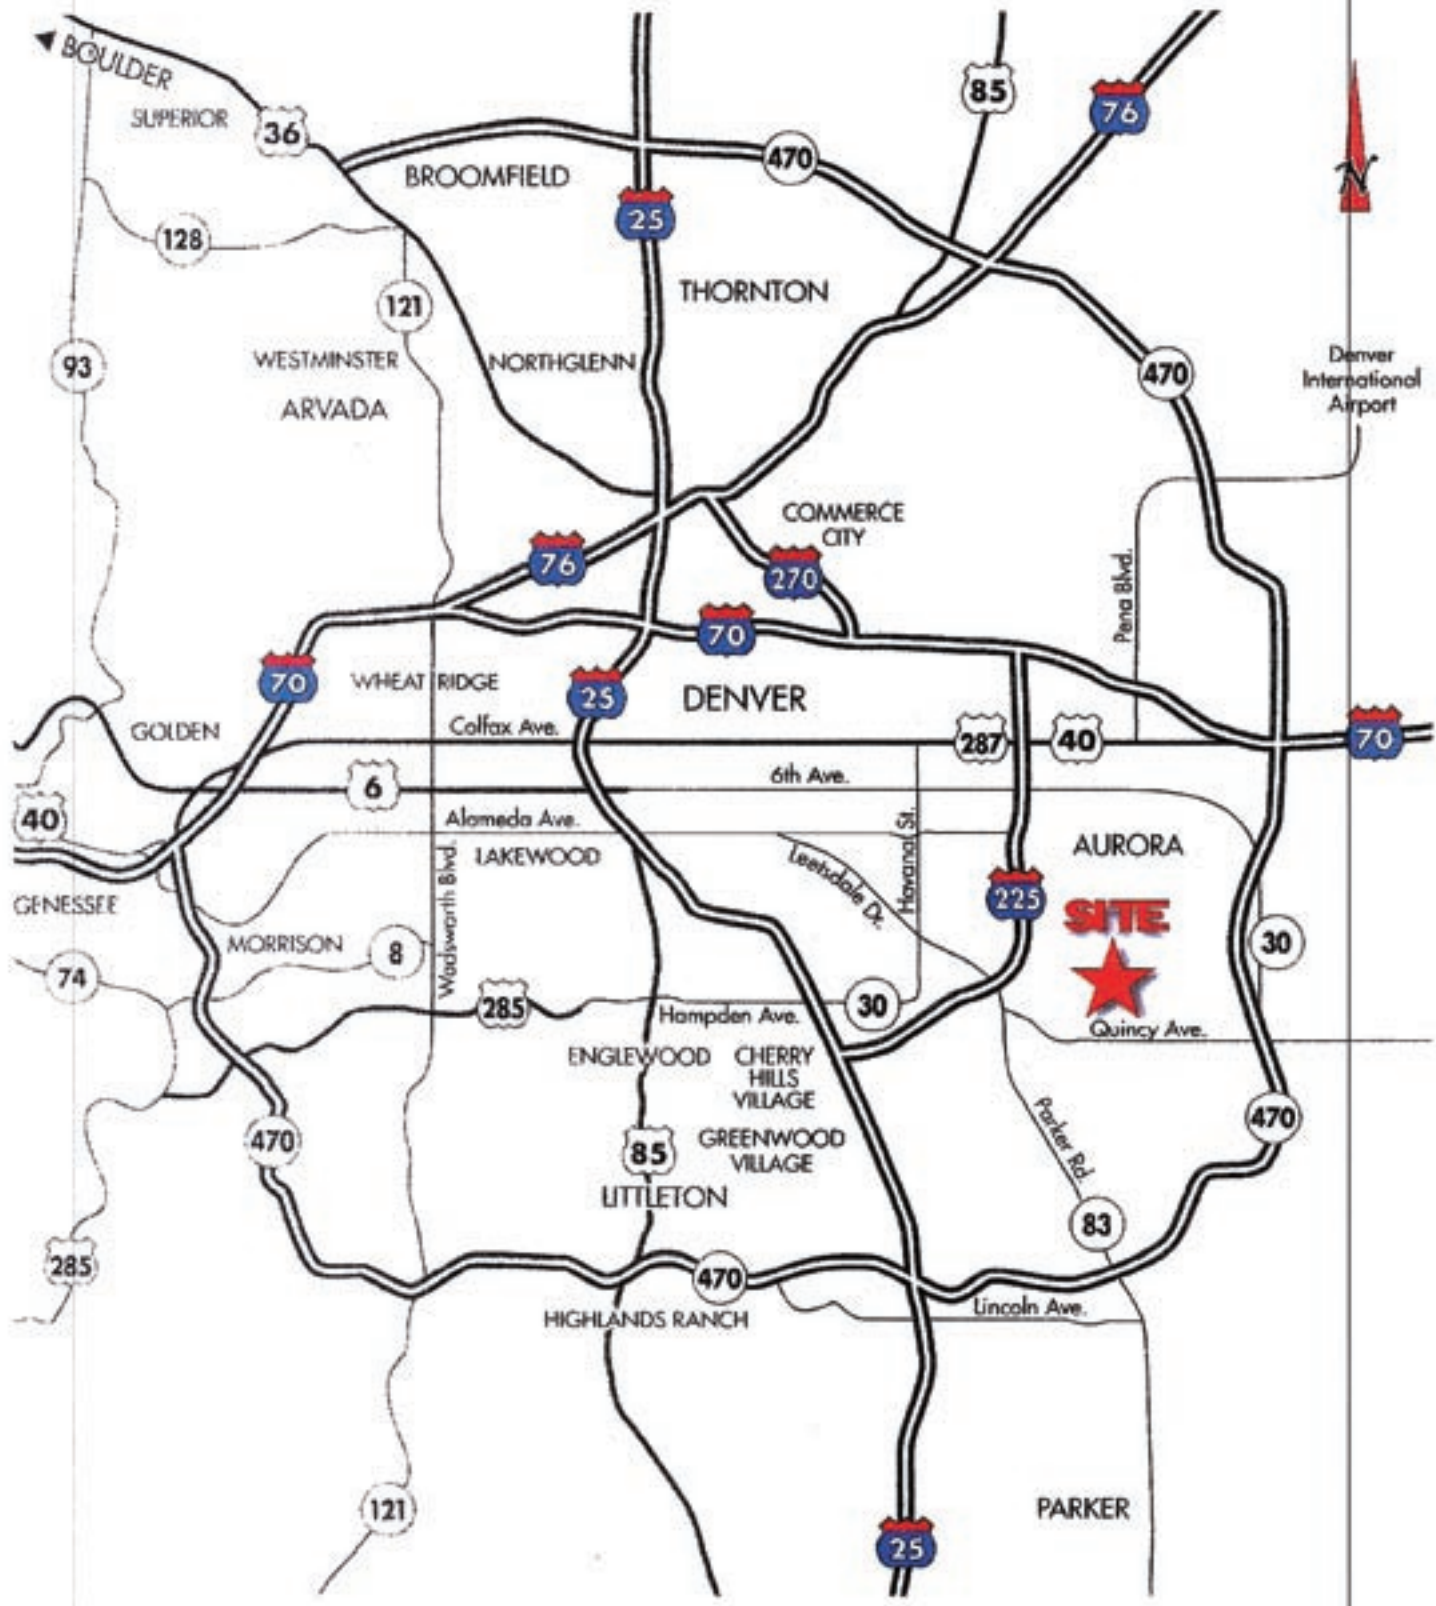 BOULDER
SUPERIOR
36
85
76
N
470
BROOMFIELD
25
128
121
THORNTON
93
WESTMINSTER
NORTHGLENN
ARVADA
470
Denver
International
Airport
COMMERCE
CITY
76
270
Pena Blvd.
70
70
WHEAT RIDGE
25
DENVER
GOLDEN
Colfax Ave.
287
40
70
6
6th Ave.
40
Alameda Ave.
LAKEWOOD
Wadsworth Blvd.
Leetsdale Dr.
Havana St.
AURORA
225
SITE
GENESSEE
MORRISON
8
30
74
285
Hampden Ave.
30
Quincy Ave.
ENGLEWOOD
CHERRY
HILLS
VILLAGE
470
85
GREENWOOD
VILLAGE
Parker Rd.
470
LITTLETON
83
285
470
HIGHLANDS RANCH
Lincoln Ave.
121
PARKER
25